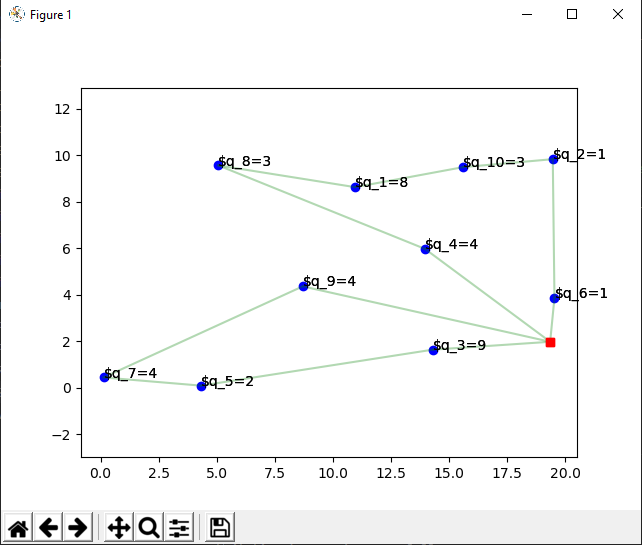 Figure 1
12
10
8
6
4
2
0
−2
0.0 2.5 5.0 7.5 10.0 12.5 15.0 17.5 20.0
$q_8=3
$q_1=8
$q_10=3
$q_2=1
$q_4=4
$q_9=4
$q_6=1
$q_3=9
$q_7=4
$q_5=2